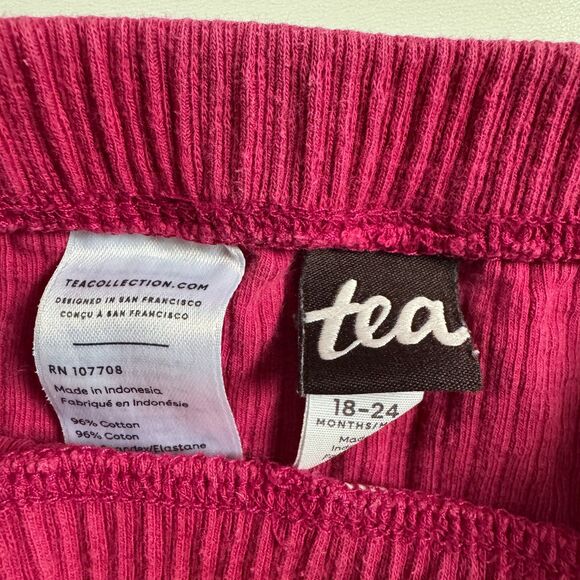 TEACOLLECTION.COM
DESIGNED IN SAN FRANCISCO
CONÇU À SAN FRANCISCO
RN 107708
Made in Indonesia
Fabriqué en Indonésie
96% Cotton
96% Coton
/Elastane
tea
18-24
MONTHS/M